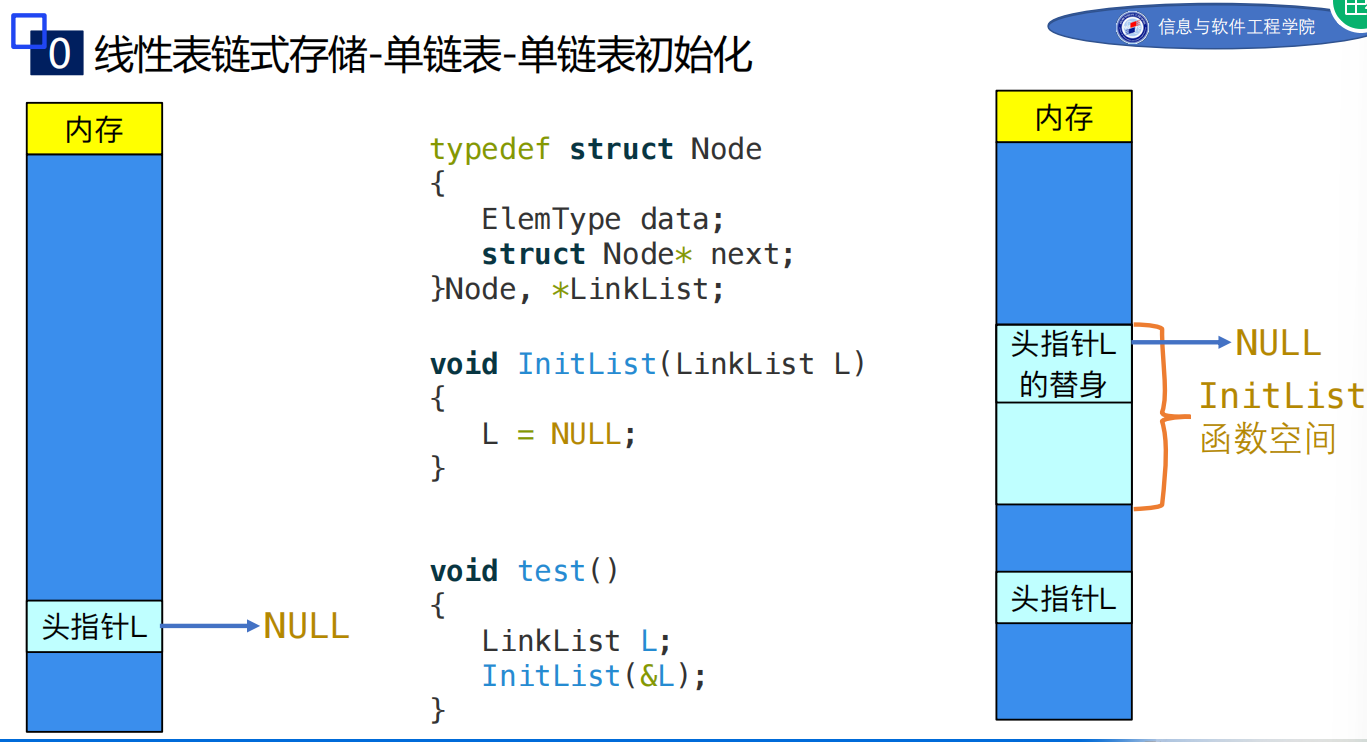 0 线性表链式存储-单链表-单链表初始化
信息与软件工程学院
内存
头指针L
NULL
typedef struct Node
{
ElemType data;
struct Node* next;
}Node, *LinkList;
void InitList(LinkList L)
{
L = NULL;
}
void test()
{
LinkList L;
InitList(&L);
}
内存
头指针L
的替身
NULL
InitList
函数空间
头指针L